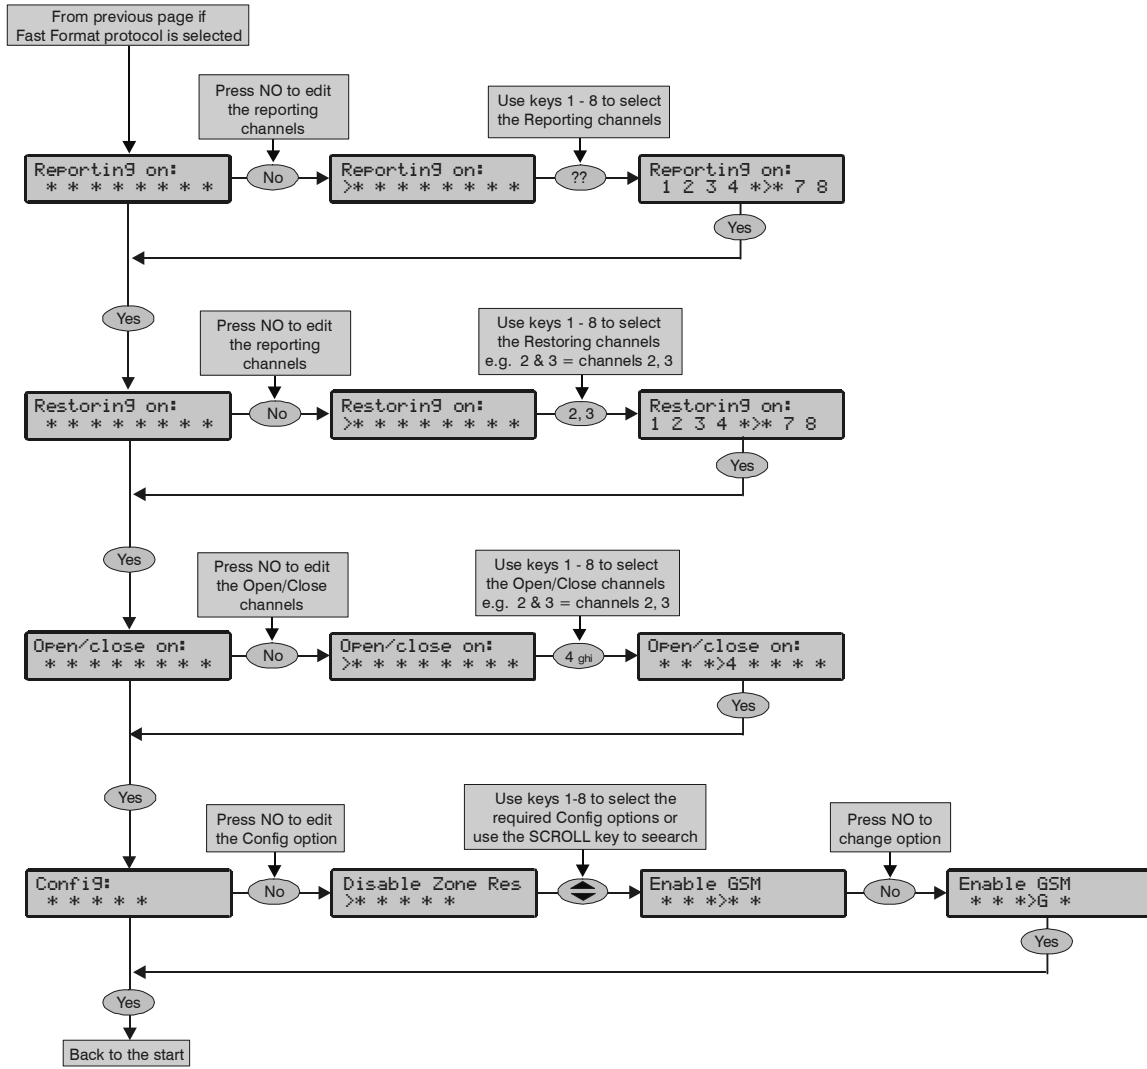 From previous page if
Fast Format protocol is selected
Press NO to edit
the reporting
channels
Use keys 1 - 8 to select
the Reporting channels
Reporting on:
* * * * * * * *
No
Reporting on:
>* * * * * * * *
??
Reporting on:
1 2 3 4 *>* 7 8
Yes
Yes
Press NO to edit
the reporting
channels
Use keys 1 - 8 to select
the Restoring channels
e.g. 2 & 3 = channels 2, 3
Restoring on:
* * * * * * * *
No
Restoring on:
>* * * * * * * *
2, 3
Restoring on:
1 2 3 4 *>* 7 8
Yes
Yes
Press NO to edit
the Open/Close
channels
Use keys 1 - 8 to select
the Open/Close channels
e.g. 2 & 3 = channels 2, 3
Open/close on:
* * * * * * * *
No
Open/close on:
>* * * * * * * *
4 ghi
Open/close on:
* * *>4 * * * *
Yes
Yes
Press NO to edit
the Config option
Use keys 1-8 to select the
required Config options or
use the SCROLL key to seearch
Press NO to
change option
Config:
* * * * *
No
Disable Zone Res
>* * * * *
Enable GSM
* * *>* *
No
Enable GSM
* * *>G *
Yes
Yes
Back to the start